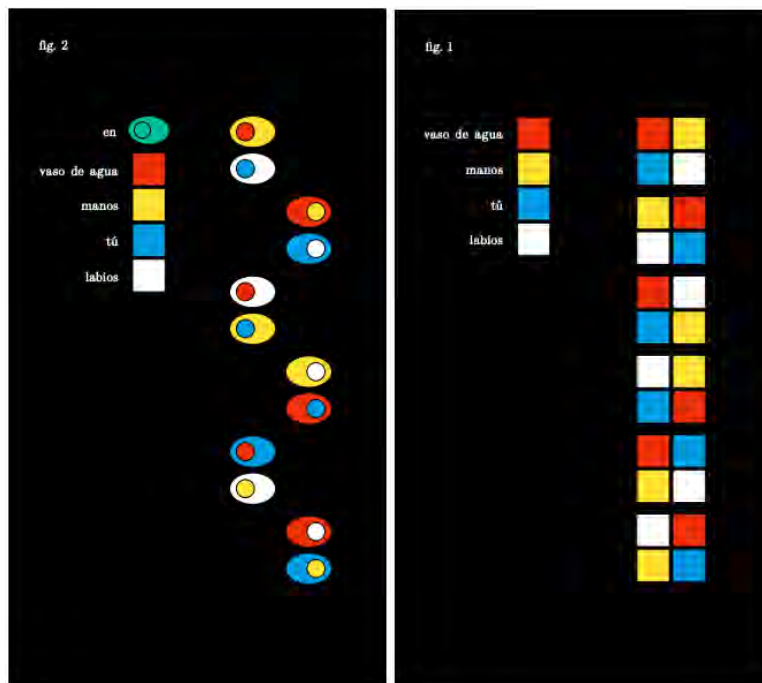 fig. 2
en
vaso de agua
manos
tú
labios
fig. 1
vaso de agua
manos
tú
labios